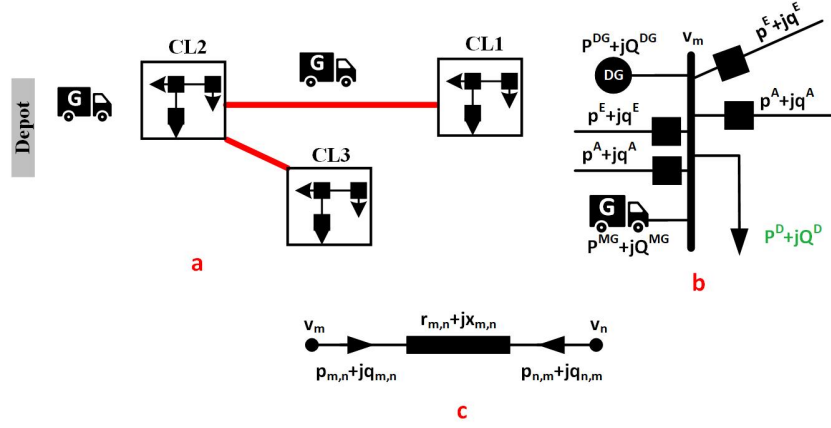 Depot
G
CL2
G
CL1
CL3
a
P^DG+jQ^DG
DG
v_m
p^E+jq^E
p^E+jq^E
p^A+jq^A
p^A+jq^A
G
P^MG+jQ^MG
P^D+jQ^D
b
r_m,n+jx_m,n
v_m
v_n
p_m,n+jq_m,n
p_n,m+jq_n,m
c